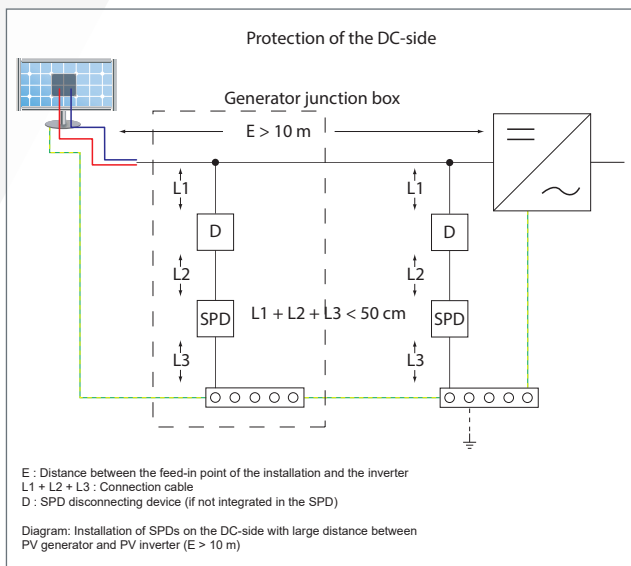 Protection of the DC-side
Generator junction box
E > 10 m
L1
L1
D
D
L2
L2
SPD
L1 + L2 + L3 < 50 cm
SPD
L3
L3
E : Distance between the feed-in point of the installation and the inverter
L1 + L2 + L3 : Connection cable
D : SPD disconnecting device (if not integrated in the SPD)
Diagram: Installation of SPDs on the DC-side with large distance between
PV generator and PV inverter (E > 10 m)